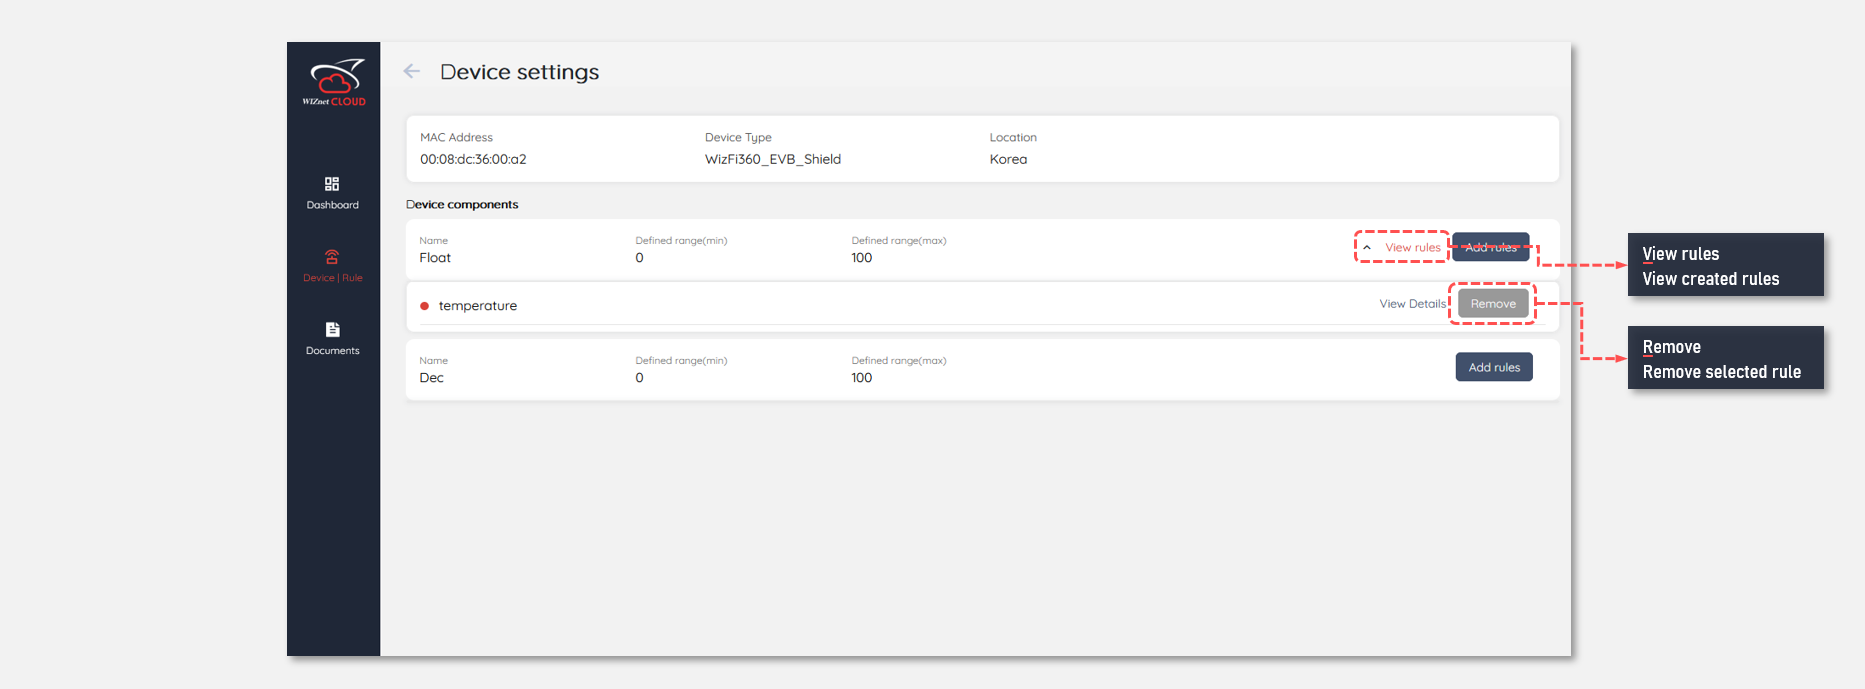 WIZnet CLOUD
Dashboard
Device | Rule
Documents
Device settings
MAC Address
00:08:dc:36:00:a2
Device Type
WizFi360_EVB_Shield
Location
Korea
Device components
Name
Float
Defined range(min)
0
Defined range(max)
100
View rules
Add rules
temperature
View Details
Remove
Name
Dec
Defined range(min)
0
Defined range(max)
100
Add rules
View rules
View created rules
Remove
Remove selected rule